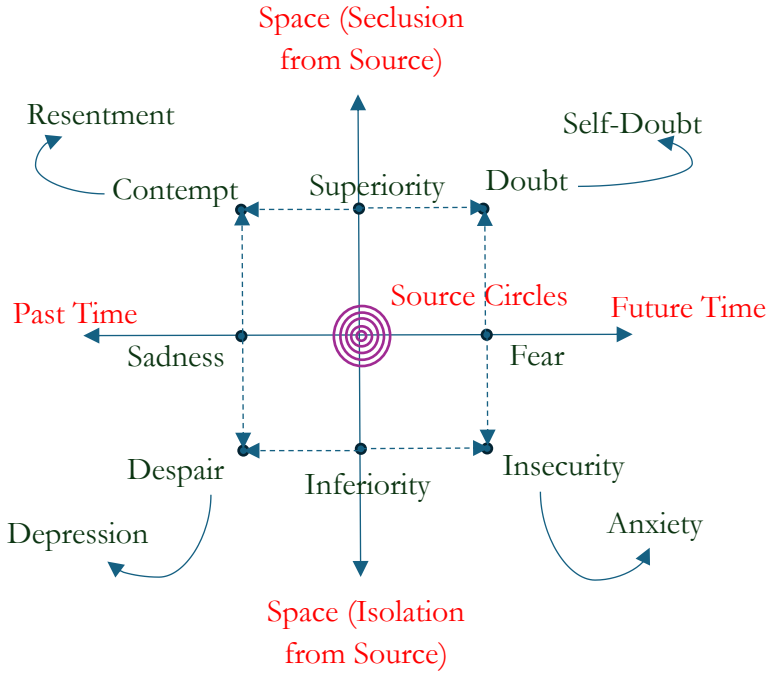 Space (Seclusion
from Source)
Resentment
Self-Doubt
Contempt
Superiority
Doubt
Source Circles
Past Time
Future Time
Sadness
Fear
Despair
Insecurity
Inferiority
Depression
Anxiety
Space (Isolation
from Source)